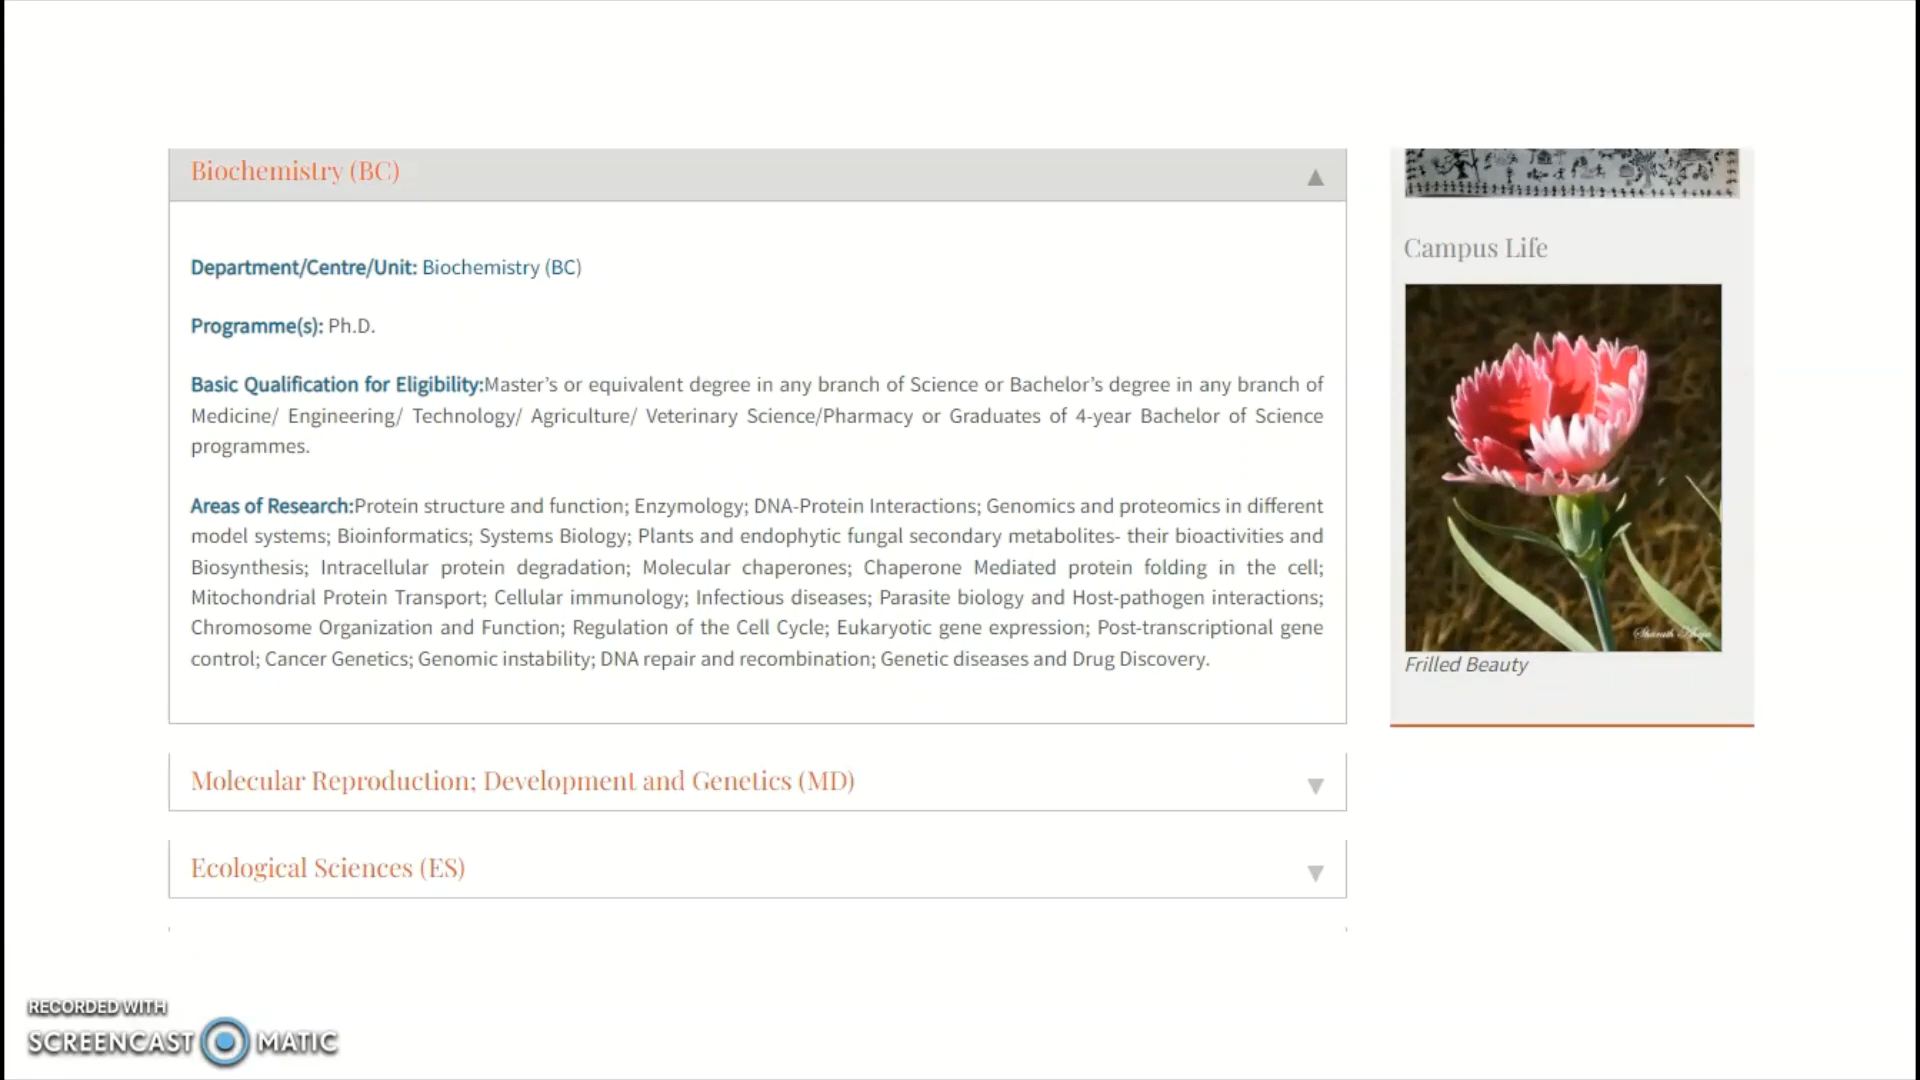 Biochemistry (BC)
▲
Department/Centre/Unit: Biochemistry (BC)
Programme(s): Ph.D.
Basic Qualification for Eligibility:Master’s or equivalent degree in any branch of Science or Bachelor’s degree in any branch of
Medicine/ Engineering/ Technology/ Agriculture/ Veterinary Science/Pharmacy or Graduates of 4-year Bachelor of Science
programmes.
Areas of Research:Protein structure and function; Enzymology; DNA-Protein Interactions; Genomics and proteomics in different
model systems; Bioinformatics; Systems Biology; Plants and endophytic fungal secondary metabolites- their bioactivities and
Biosynthesis; Intracellular protein degradation; Molecular chaperones; Chaperone Mediated protein folding in the cell;
Mitochondrial Protein Transport; Cellular immunology; Infectious diseases; Parasite biology and Host-pathogen interactions;
Chromosome Organization and Function; Regulation of the Cell Cycle; Eukaryotic gene expression; Post-transcriptional gene
control; Cancer Genetics; Genomic instability; DNA repair and recombination; Genetic diseases and Drug Discovery.
Molecular Reproduction; Development and Genetics (MD)
▼
Ecological Sciences (ES)
▼
Campus Life
Frilled Beauty
RECORDED WITH
SCREENCAST MATIC